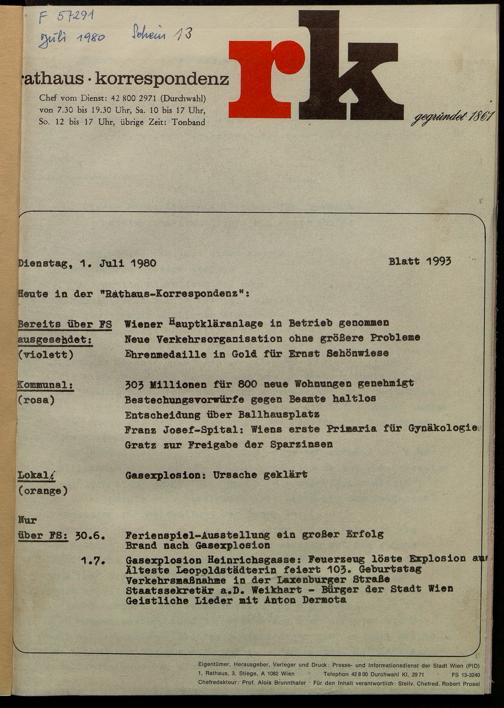 F 57291
Juli 1980 Schein 13
rk
rathaus · korrespondenz
gegründet 1861
Chef vom Dienst: 42 800 2971 (Durchwahl)
von 7.30 bis 19.30 Uhr, Sa. 10 bis 17 Uhr,
So. 12 bis 17 Uhr, übrige Zeit: Tonband
Dienstag, 1. Juli 1980 Blatt 1993
Heute in der "Rathaus-Korrespondenz":
Bereits über FS Wiener Hauptkläranlage in Betrieb genommen
ausgesendet: Neue Verkehrsorganisation ohne größere Probleme
(violett) Ehrenmedaille in Gold für Ernst Schönwiese
Kommunal: 303 Millionen für 800 neue Wohnungen genehmigt
(rosa) Bestechungsvorwürfe gegen Beamte haltlos
Entscheidung über Ballhausplatz
Franz Josef-Spital: Wiens erste Primaria für Gynäkologie
Gratz zur Freigabe der Sparzinsen
Lokal: Gasexplosion: Ursache geklärt
(orange)
Nur
über FS: 30.6. Ferienspiel-Ausstellung ein großer Erfolg
Brand nach Gasexplosion
1.7. Gasexplosion Heinrichsgasse: Feuerzeug löste Explosion aus
Älteste Leopoldstädterin feiert 103. Geburtstag
Verkehrsmaßnahme in der Laxenburger Straße
Staatssekretär a.D. Weikhart - Bürger der Stadt Wien
Geistliche Lieder mit Anton Dermota
Eigentümer, Herausgeber, Verleger und Druck: Presse- und Informationsdienst der Stadt Wien (PID)
1, Rathaus, 3. Stiege, A 1082 Wien · Telephon 42 8 00 Durchwahl Kl. 29 71 · FS 13-3240
Chefredakteur: Prof. Alois Brunnthaler · Für den Inhalt verantwortlich: Stellv. Chefred. Robert Prosel